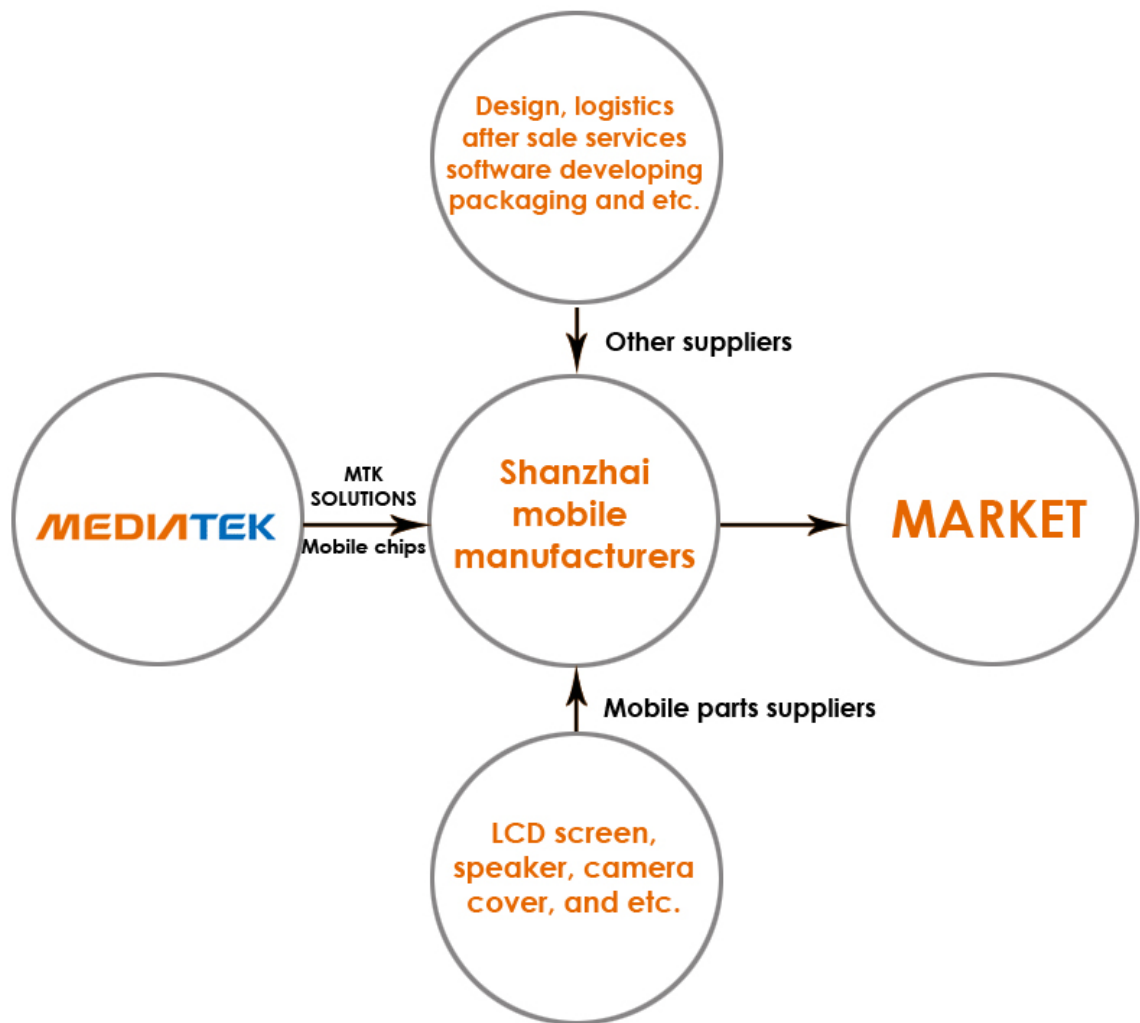 Design, logistics
after sale services
software developing
packaging and etc.
Other suppliers
MEDIATEK
MTK
SOLUTIONS
Mobile chips
Shanzhai
mobile
manufacturers
MARKET
Mobile parts suppliers
LCD screen,
speaker, camera
cover, and etc.